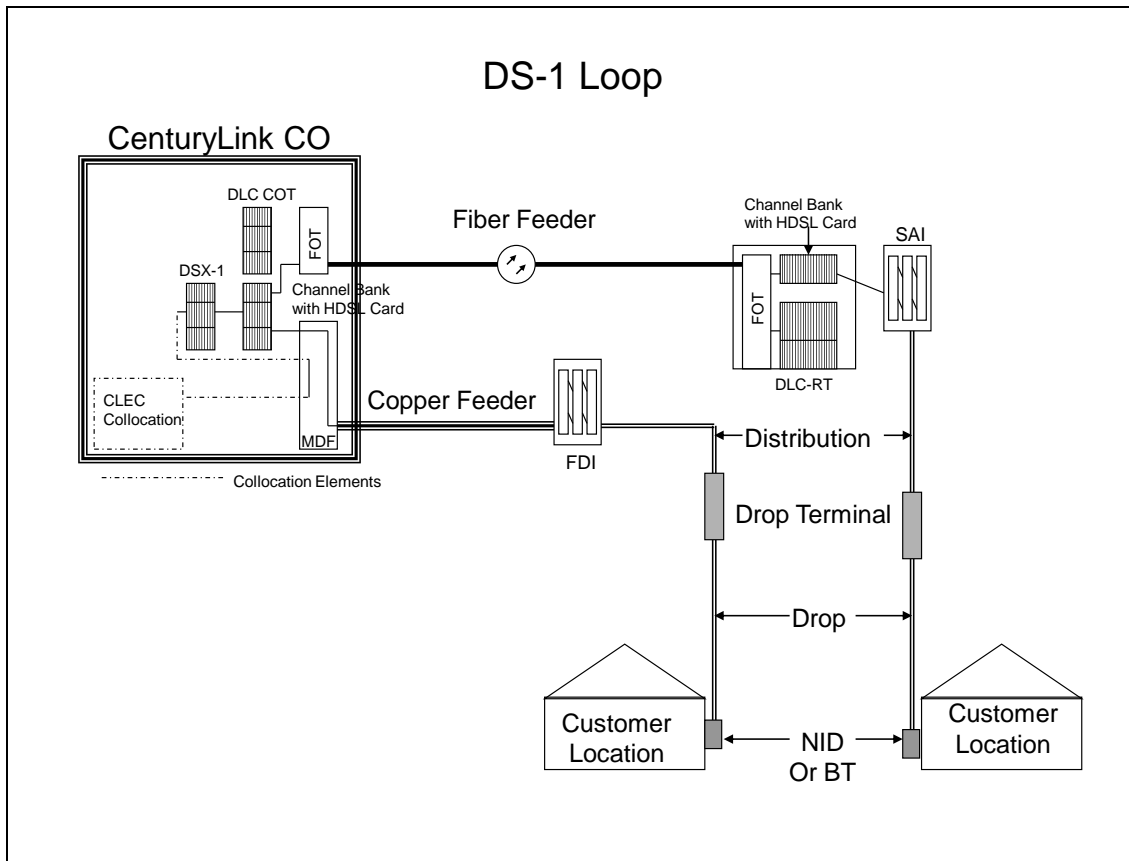 DS-1 Loop
CenturyLink CO
DLC COT
FOT
DSX-1
Channel Bank
with HDSL Card
CLEC
Collocation
MDF
Collocation Elements
Fiber Feeder
Copper Feeder
FDI
Channel Bank
with HDSL Card
SAI
FOT
DLC-RT
Distribution
Drop Terminal
Drop
Customer
Location
NID
Or BT
Customer
Location